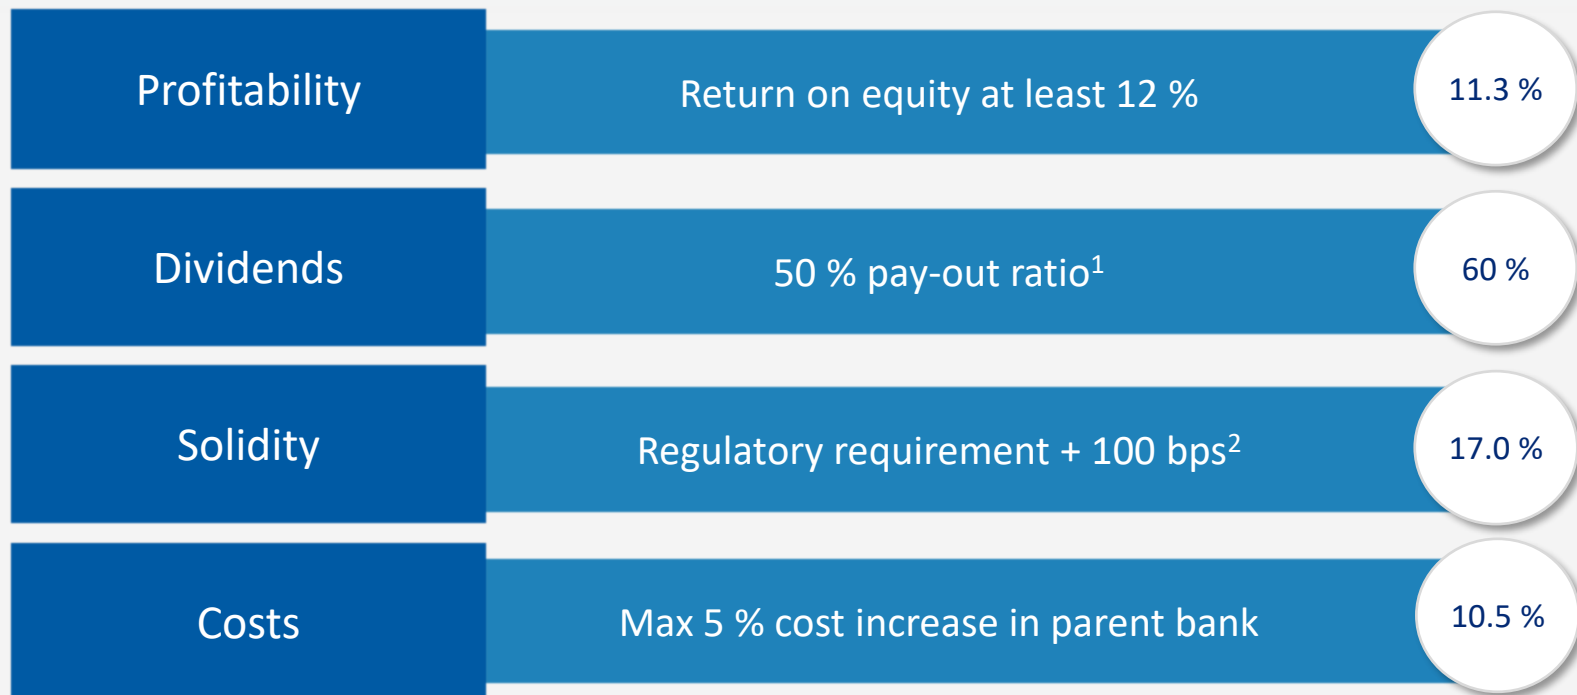 Profitability
Return on equity at least 12 %
11.3 %
Dividends
50 % pay-out ratio¹
60 %
Solidity
Regulatory requirement + 100 bps²
17.0 %
Costs
Max 5 % cost increase in parent bank
10.5 %